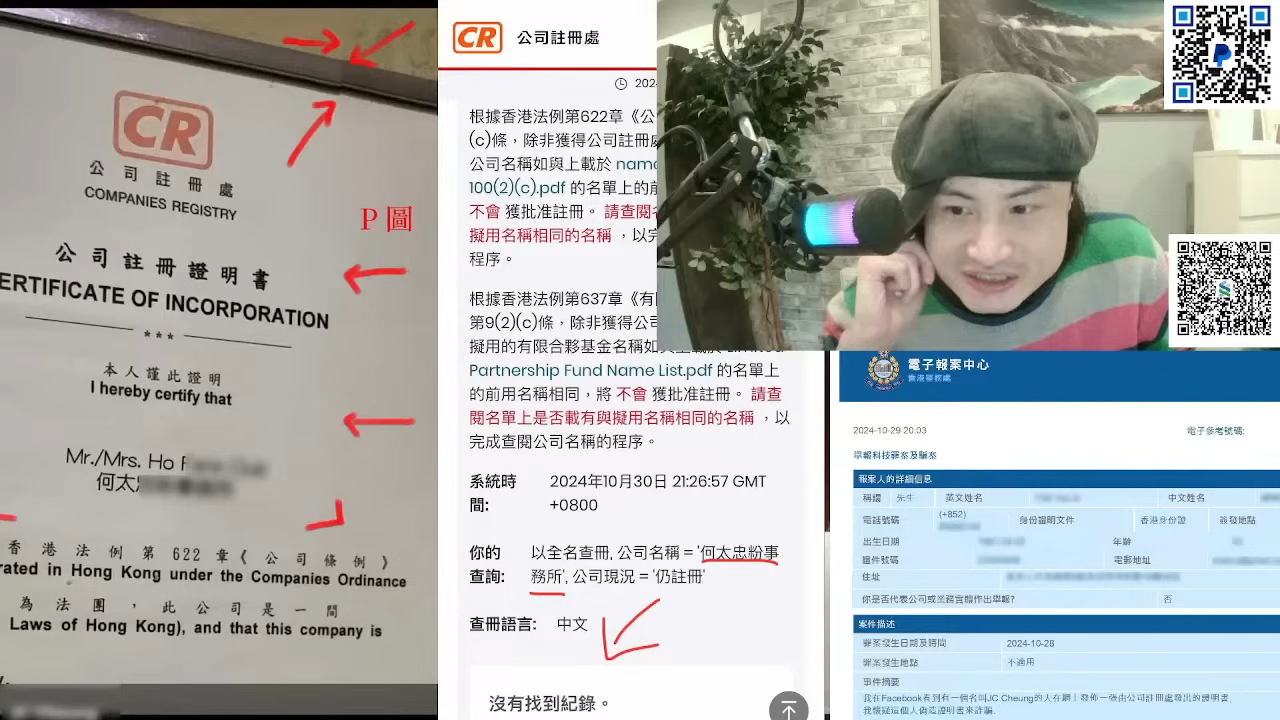 CR
公司註冊處
COMPANIES REGISTRY
P 圖
公司註冊證明書
ERTIFICATE OF INCORPORATION
***
本人謹此證明
I hereby certify that
Mr./Mrs. Ho
何太
香港法例第622章《公司條例》
rated in Hong Kong under the Companies Ordinance
為法團，此公司是一間
Laws of Hong Kong), and that this company is
CR 公司註冊處
202
根據香港法例第622章《公
(c)條，除非獲得公司註冊處
公司名稱如與上載於 name
100(2)(c).pdf 的名單上的前
不會 獲批准註冊。 請查閱名
擬用名稱相同的名稱 ，以完
程序。
根據香港法例第637章《有限
第9(2)(c)條，除非獲得公司
擬用的有限合夥基金名稱如
Partnership Fund Name List.pdf 的名單上
的前用名稱相同，將 不會 獲批准註冊。 請查
閱名單上是否載有與擬用名稱相同的名稱 ，以
完成查閱公司名稱的程序。
系統時間: 2024年10月30日 21:26:57 GMT
+0800
你的查詢: 以全名查冊, 公司名稱 = '何太忠紛事
務所', 公司現況 = '仍註冊'
查冊語言: 中文
沒有找到紀錄。
電子報案中心
香港警務處
2024-10-29 20:03 電子參考號碼:
舉報科技罪案及騙案
報案人的詳細信息
稱謂 先生 英文姓名 中文姓名
電話號碼 (+852) 身份證明文件 香港身份證 簽發地點
出生日期 年齡
證件號碼 電郵地址
住址
你是否代表公司或業務實體作出舉報? 否
案件描述
罪案發生日期及時間 2024-10-28
罪案發生地點 不適用
事件摘要
我在Facebook看到有一個名叫JC Cheung的人在網上發佈一張由公司註冊處發出的證明書,
我懷疑這個人偽造證明書來詐騙.